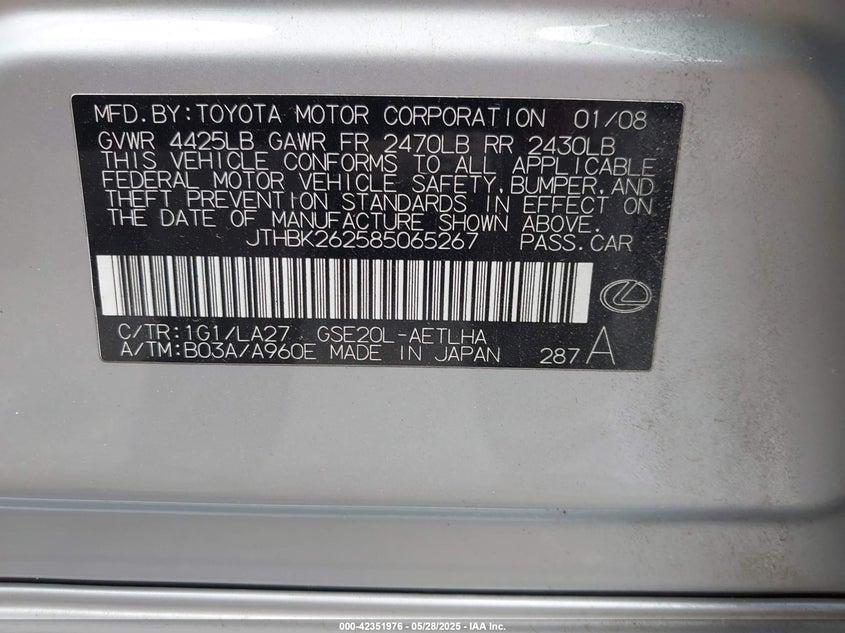 MFD.BY:TOYOTA MOTOR CORPORATION 01/08
GVWR 4425LB GAWR FR 2470LB RR 2430LB
THIS VEHICLE CONFORMS TO ALL APPLICABLE
FEDERAL MOTOR VEHICLE SAFETY, BUMPER, AND
THEFT PREVENTION STANDARDS IN EFFECT ON
THE DATE OF MANUFACTURE SHOWN ABOVE.
JTHBK262585065267 PASS.CAR
C/TR:1G1/LA27 GSE20L-AETLHA
A/TM:B03A/A960E MADE IN JAPAN 287 A
000-42351976 - 05/28/2025 - IAA Inc.